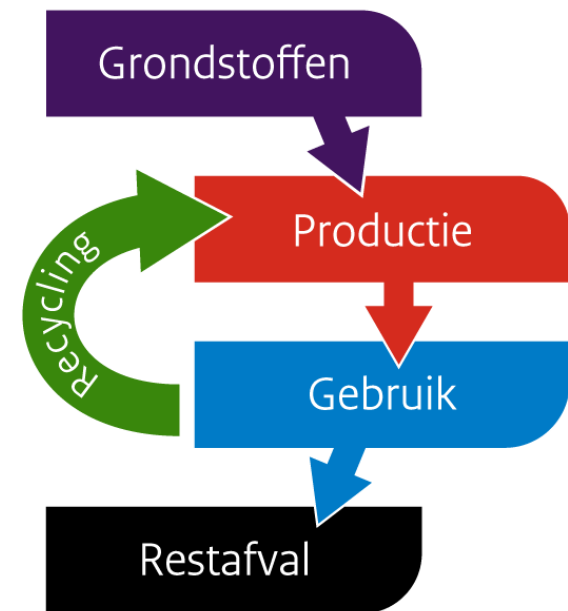 Grondstoffen
Productie
Recycling
Gebruik
Restafval